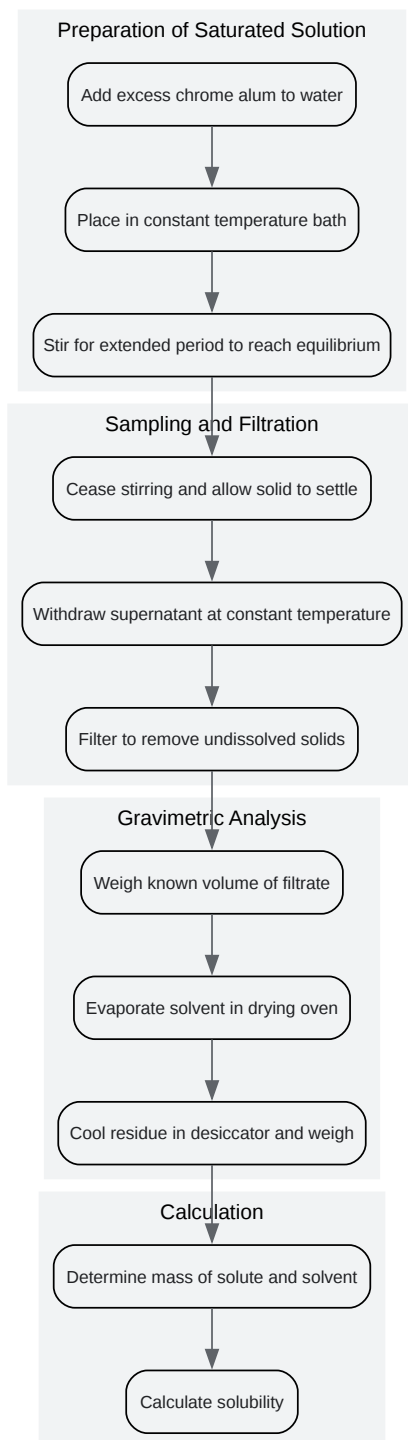 Preparation of Saturated Solution
Add excess chrome alum to water
Place in constant temperature bath
Stir for extended period to reach equilibrium
Sampling and Filtration
Cease stirring and allow solid to settle
Withdraw supernatant at constant temperature
Filter to remove undissolved solids
Gravimetric Analysis
Weigh known volume of filtrate
Evaporate solvent in drying oven
Cool residue in desiccator and weigh
Calculation
Determine mass of solute and solvent
Calculate solubility